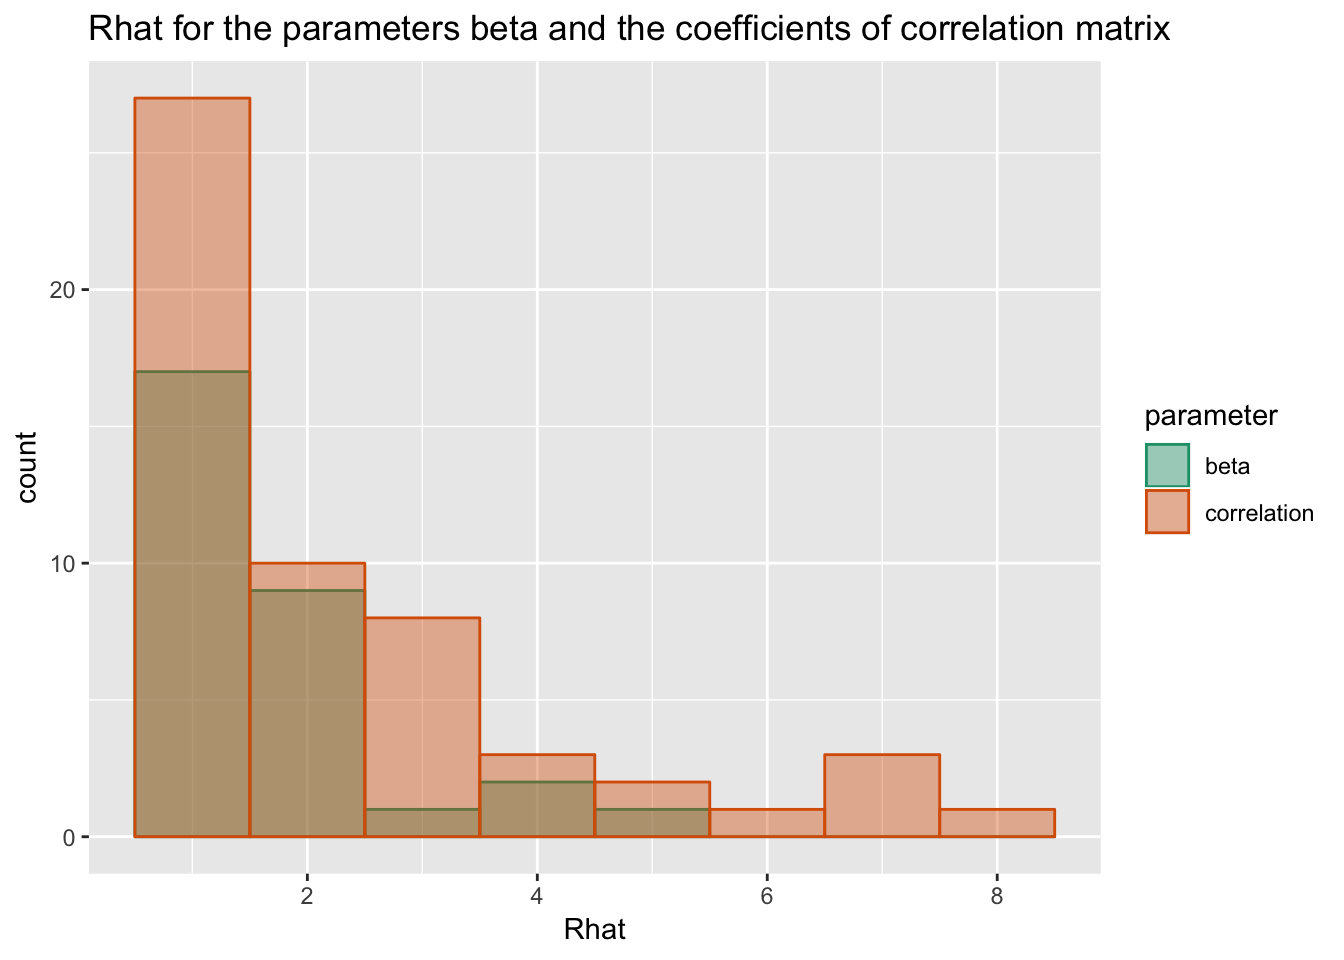 Rhat for the parameters beta and the coefficients of correlation matrix
count
20
10
0
2
4
6
8
Rhat
parameter
beta
correlation